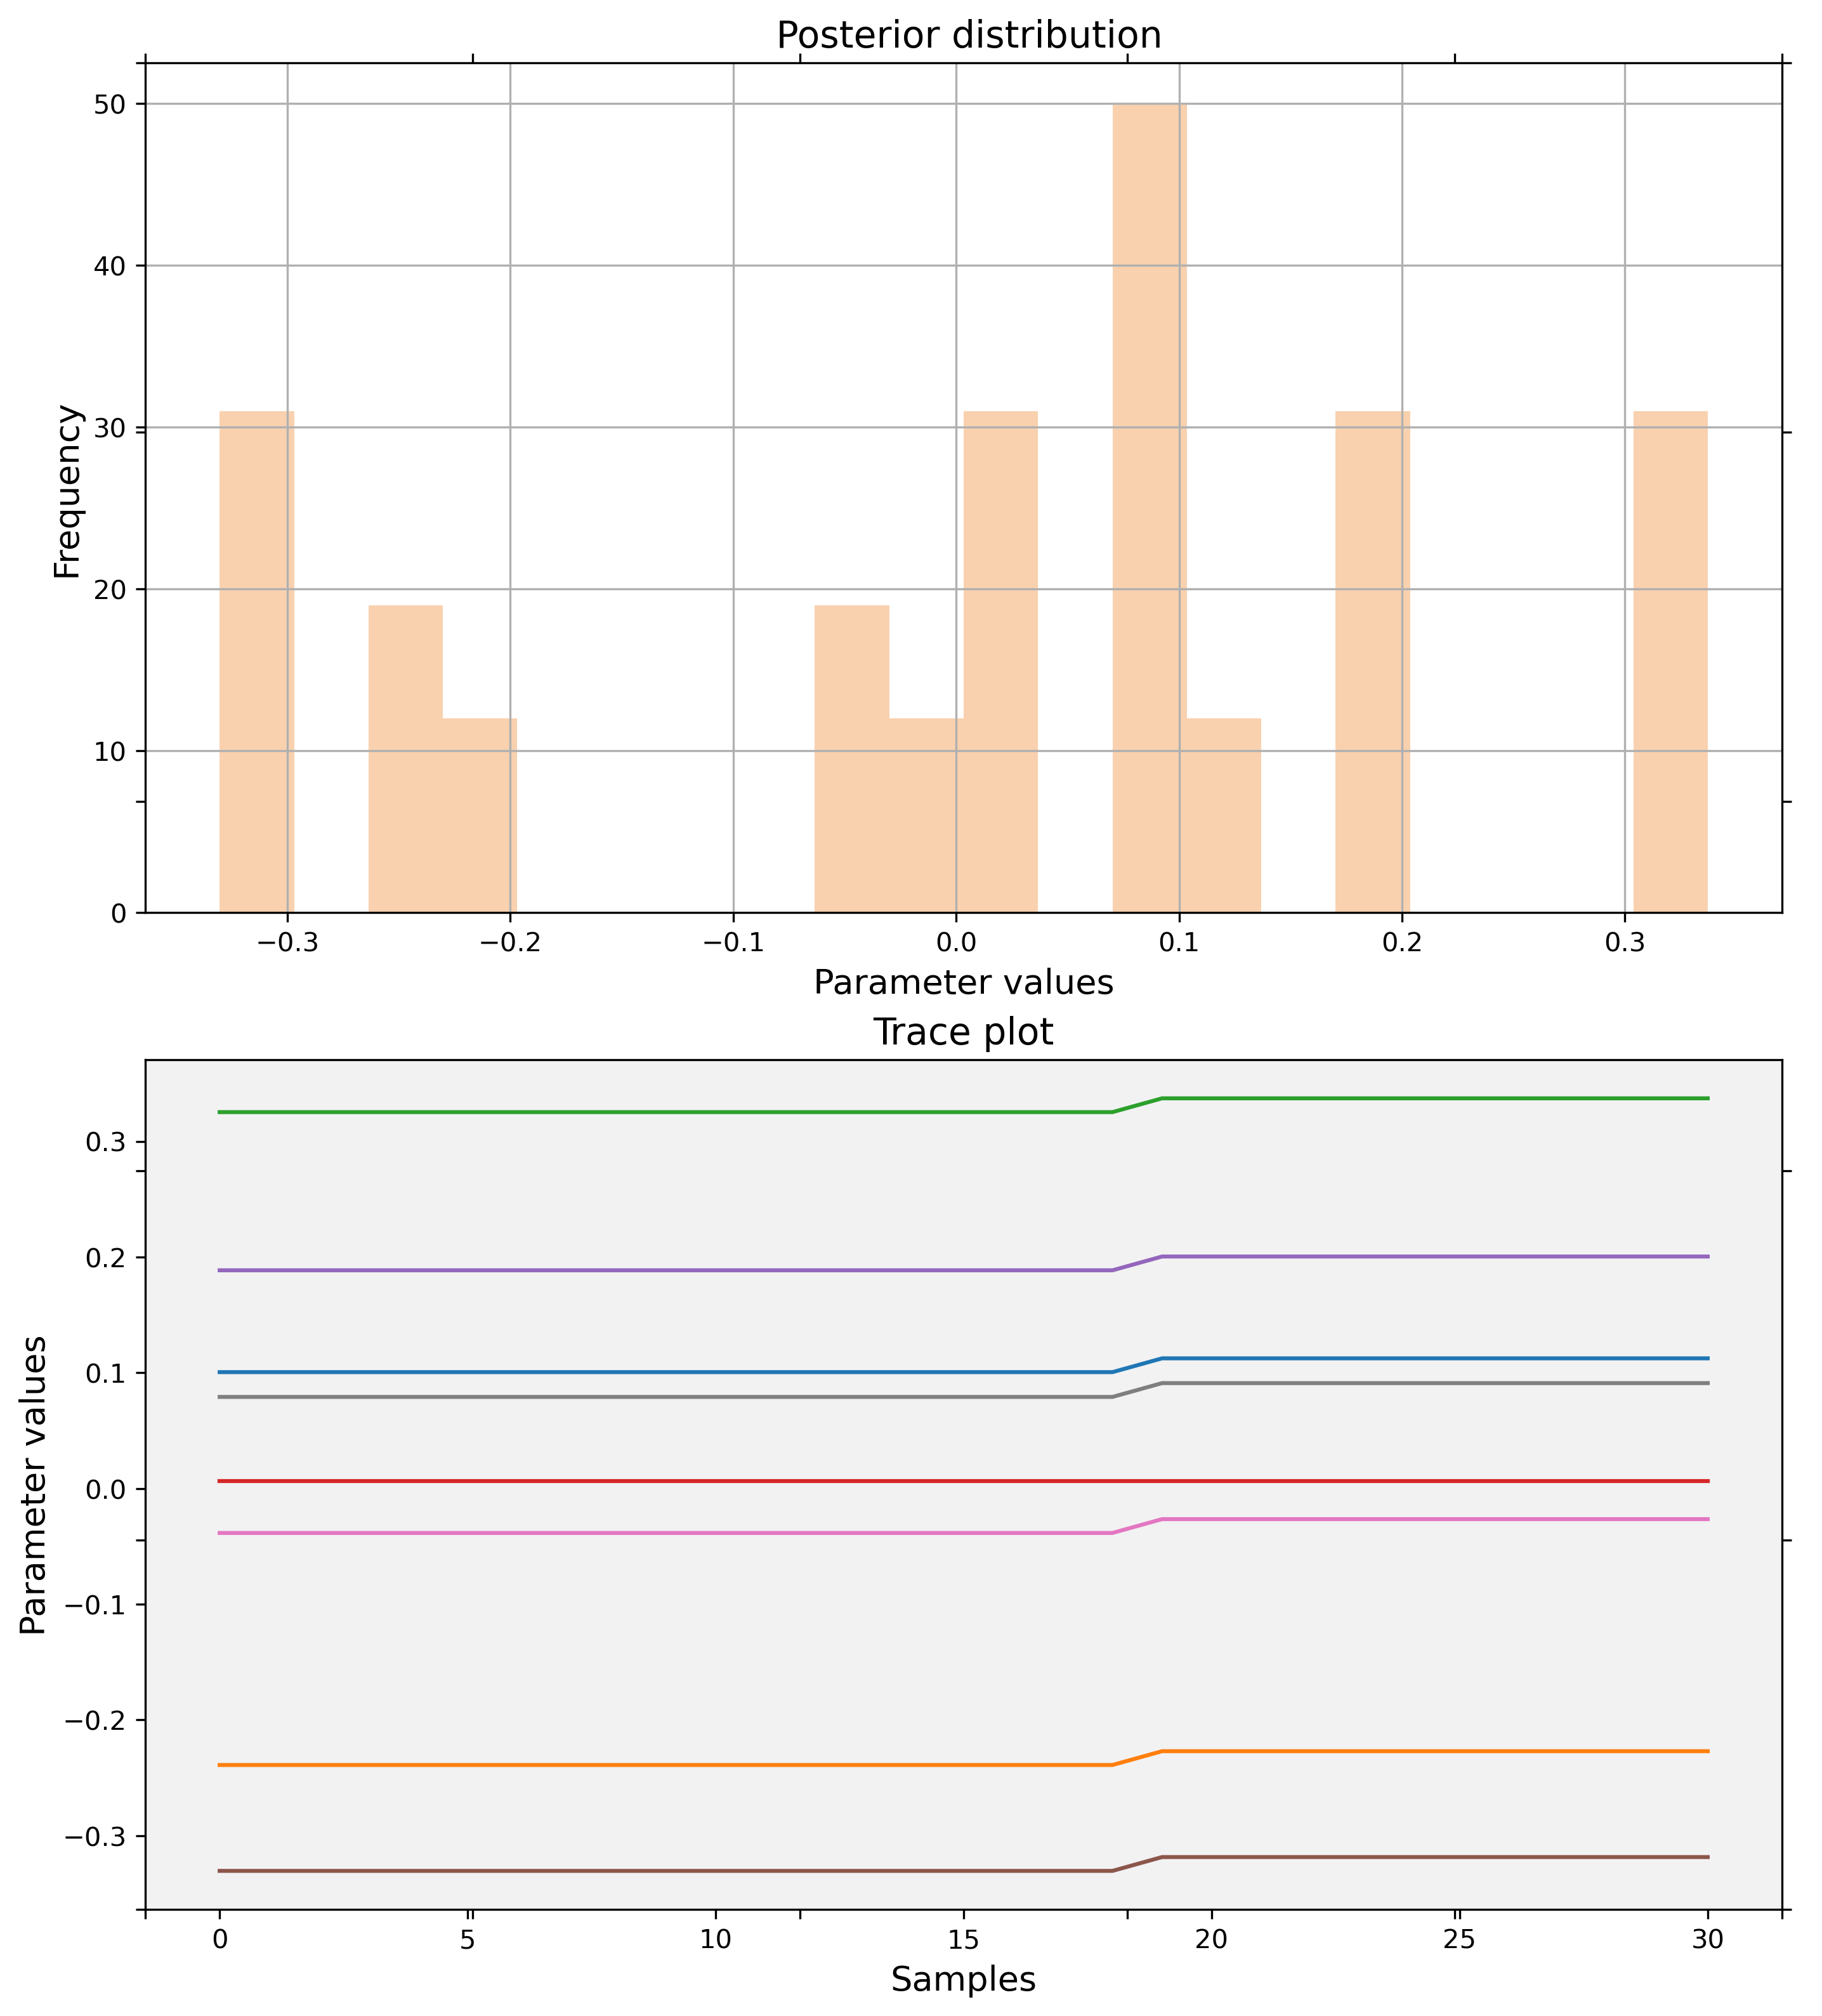 Posterior distribution
50
40
30
20
10
0
Frequency
−0.3 −0.2 −0.1 0.0 0.1 0.2 0.3
Parameter values
Trace plot
0.3
0.2
0.1
0.0
−0.1
−0.2
−0.3
Parameter values
0 5 10 15 20 25 30
Samples